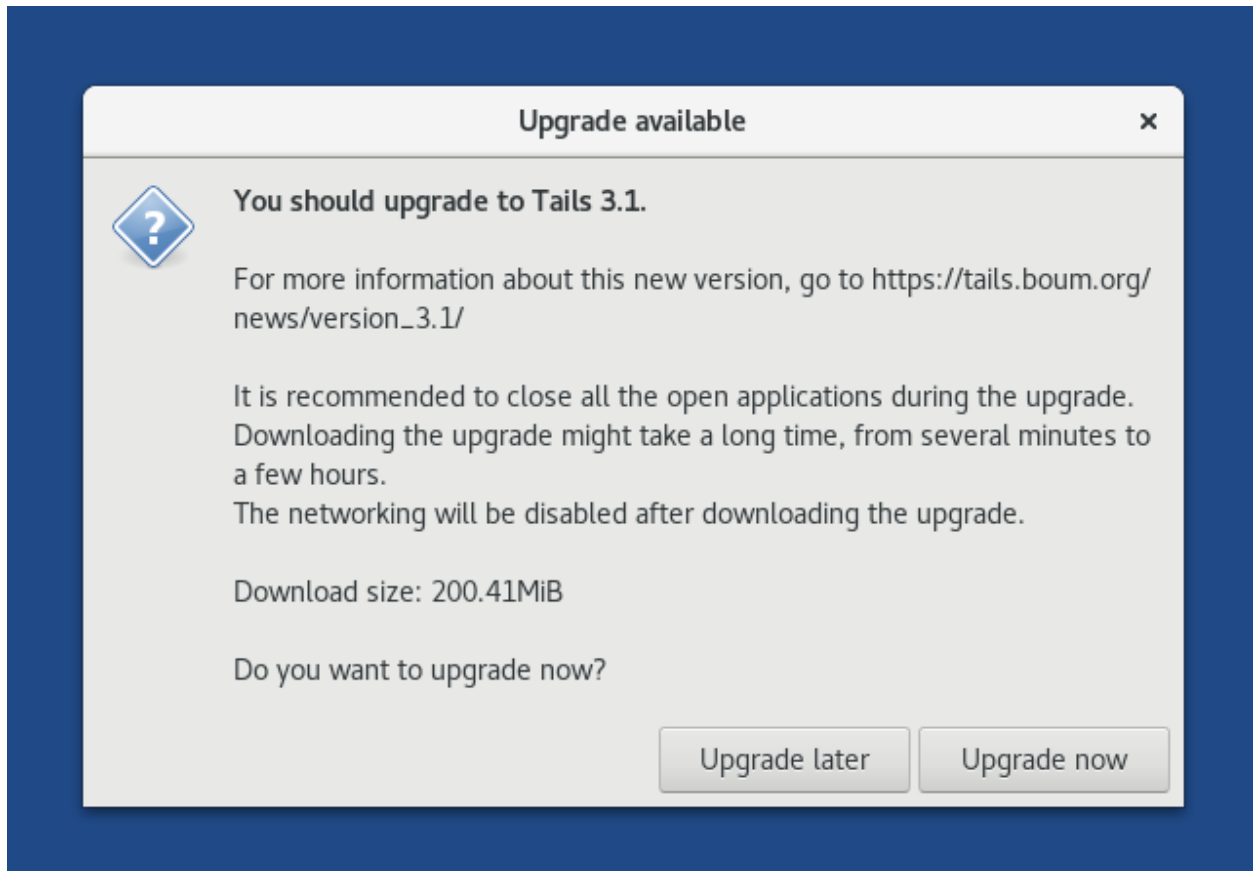 Upgrade available
You should upgrade to Tails 3.1.
For more information about this new version, go to https://tails.boum.org/
news/version_3.1/
It is recommended to close all the open applications during the upgrade.
Downloading the upgrade might take a long time, from several minutes to
a few hours.
The networking will be disabled after downloading the upgrade.
Download size: 200.41MiB
Do you want to upgrade now?
Upgrade later
Upgrade now